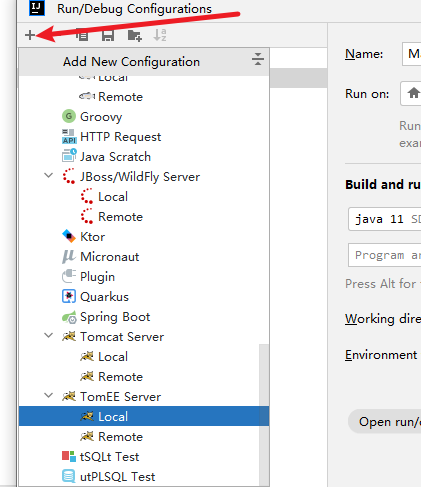 Run/Debug Configurations
Add New Configuration
Local
Remote
Groovy
HTTP Request
Java Scratch
JBoss/WildFly Server
Local
Remote
Ktor
Micronaut
Plugin
Quarkus
Spring Boot
Tomcat Server
Local
Remote
TomEE Server
Local
Remote
tSQLt Test
utPLSQL Test
Name: Ma
Run on:
Run
exa
Build and ru
java 11 SD
Program ar
Press Alt for
Working dire
Environment
Open run/d